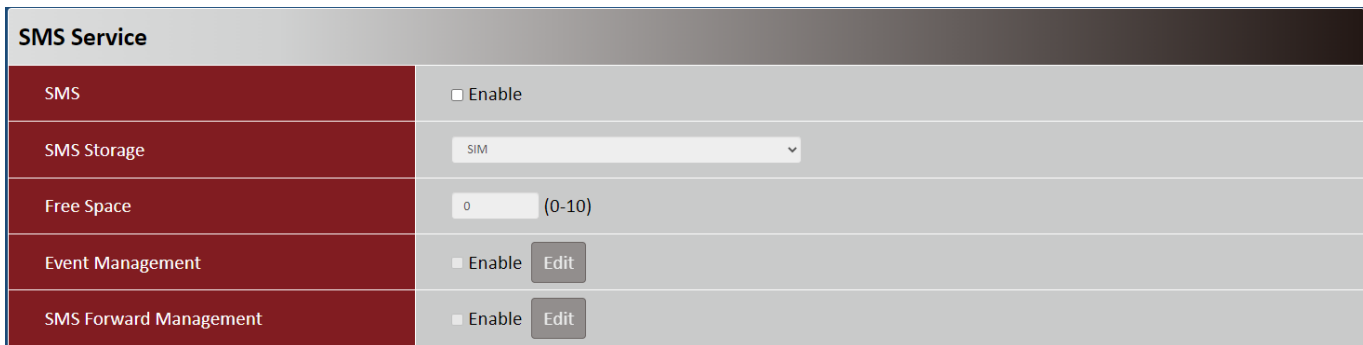 SMS Service
SMS Enable
SMS Storage SIM
Free Space 0 (0-10)
Event Management Enable Edit
SMS Forward Management Enable Edit